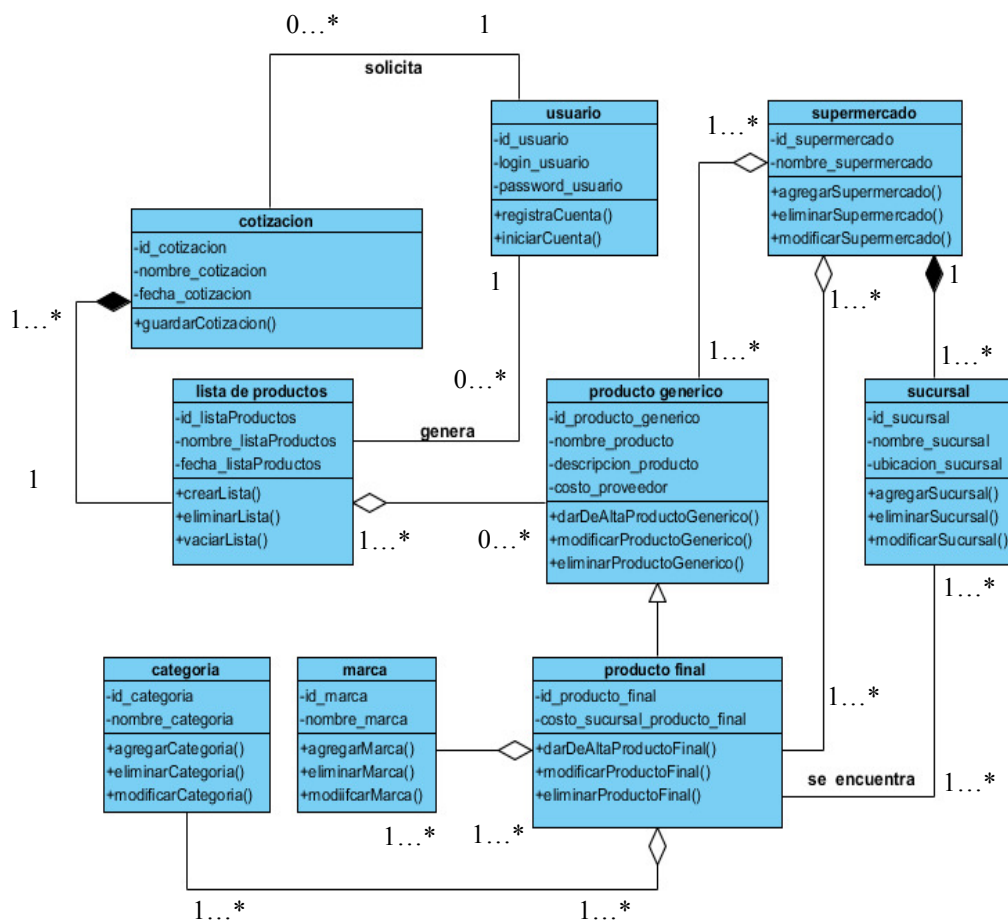 0…*
1
solicita
usuario
-id_usuario
-login_usuario
-password_usuario
+registraCuenta()
+iniciarCuenta()
1…*
supermercado
-id_supermercado
-nombre_supermercado
+agregarSupermercado()
+eliminarSupermercado()
+modificarSupermercado()
cotizacion
-id_cotizacion
-nombre_cotizacion
-fecha_cotizacion
+guardarCotizacion()
1…*
1
1…*
1
0…*
1…*
1…*
lista de productos
-id_listaProductos
-nombre_listaProductos
-fecha_listaProductos
+crearLista()
+eliminarLista()
+vaciarLista()
genera
producto generico
-id_producto_generico
-nombre_producto
-descripcion_producto
-costo_proveedor
+darDeAltaProductoGenerico()
+modificarProductoGenerico()
+eliminarProductoGenerico()
sucursal
-id_sucursal
-nombre_sucursal
-ubicacion_sucursal
+agregarSucursal()
+eliminarSucursal()
+modificarSucursal()
1
1…*
0…*
1…*
categoria
-id_categoria
-nombre_categoria
+agregarCategoria()
+eliminarCategoria()
+modificarCategoria()
marca
-id_marca
-nombre_marca
+agregarMarca()
+eliminarMarca()
+modiifcarMarca()
producto final
-id_producto_final
-costo_sucursal_producto_final
+darDeAltaProductoFinal()
+modificarProductoFinal()
+eliminarProductoFinal()
1…*
se encuentra
1…*
1…*
1…*
1…*
1…*